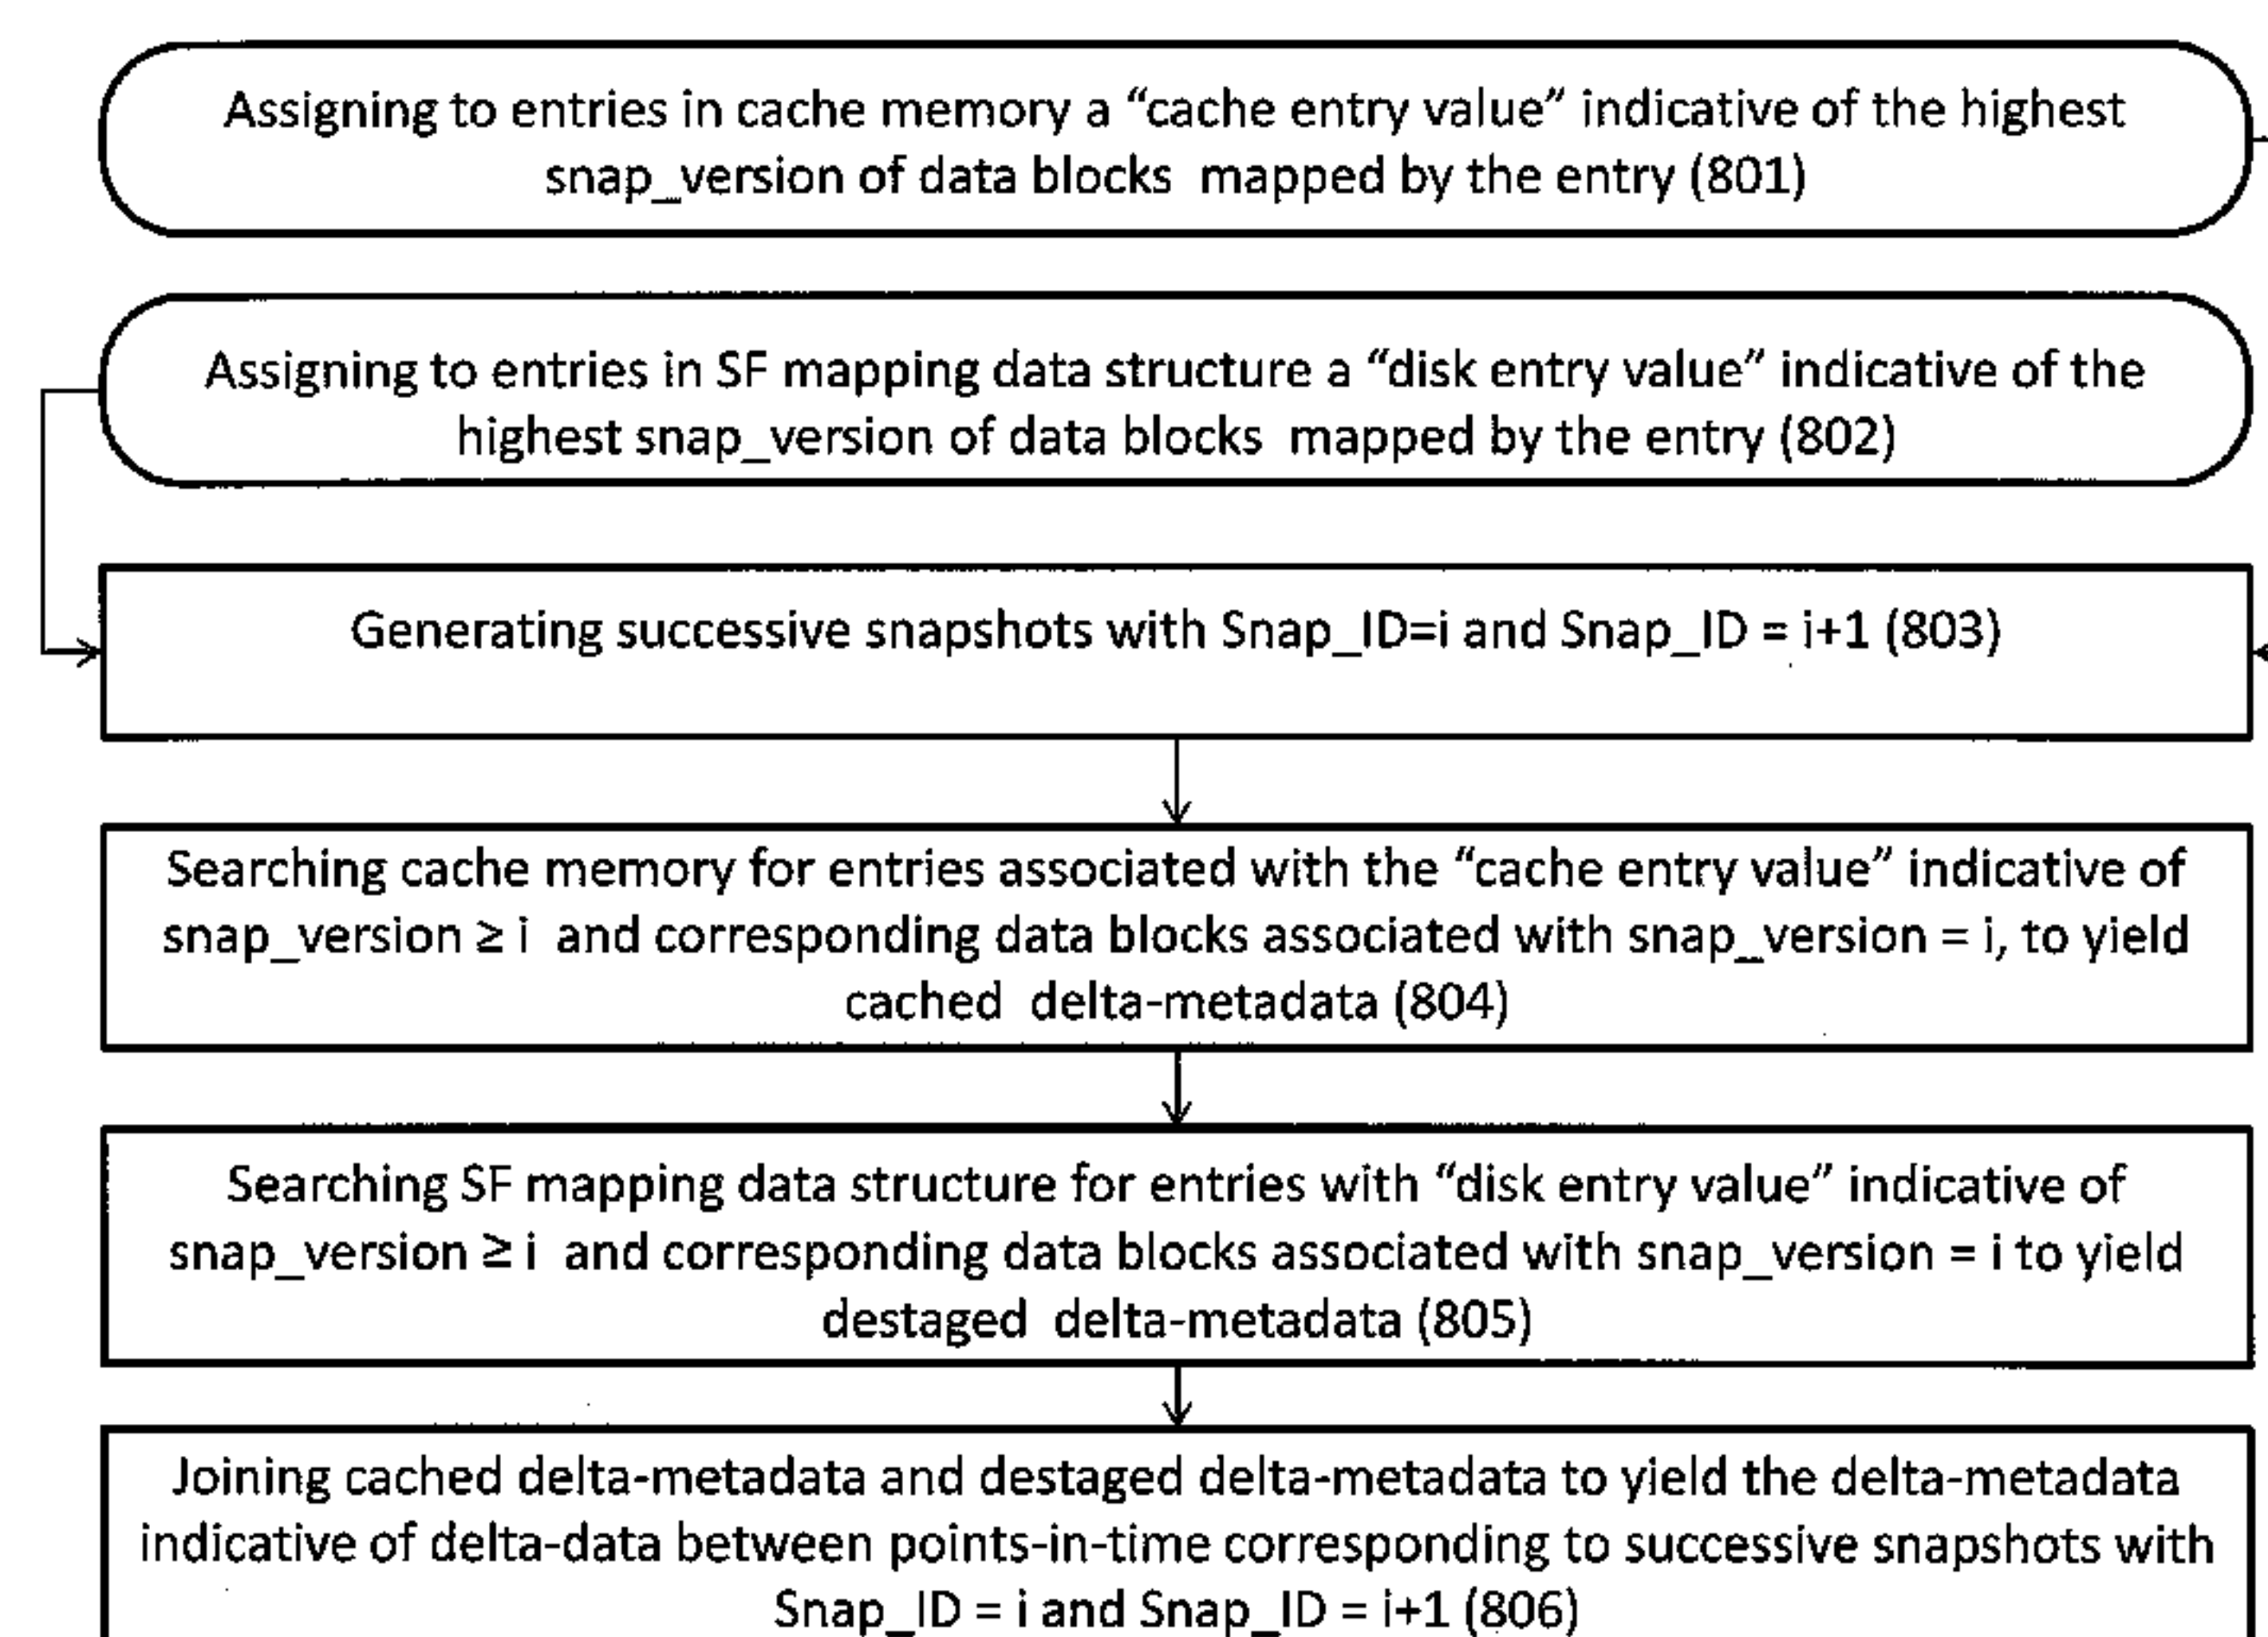 Assigning to entries in cache memory a “cache entry value” indicative of the highest
snap_version of data blocks mapped by the entry (801)
Assigning to entries in SF mapping data structure a “disk entry value” indicative of the
highest snap_version of data blocks mapped by the entry (802)
Generating successive snapshots with Snap_ID=i and Snap_ID = i+1 (803)
Searching cache memory for entries associated with the “cache entry value” indicative of
snap_version ≥ i and corresponding data blocks associated with snap_version = i, to yield
cached delta-metadata (804)
Searching SF mapping data structure for entries with “disk entry value” indicative of
snap_version ≥ i and corresponding data blocks associated with snap_version = i to yield
destaged delta-metadata (805)
Joining cached delta-metadata and destaged delta-metadata to yield the delta-metadata
indicative of delta-data between points-in-time corresponding to successive snapshots with
Snap_ID = i and Snap_ID = i+1 (806)